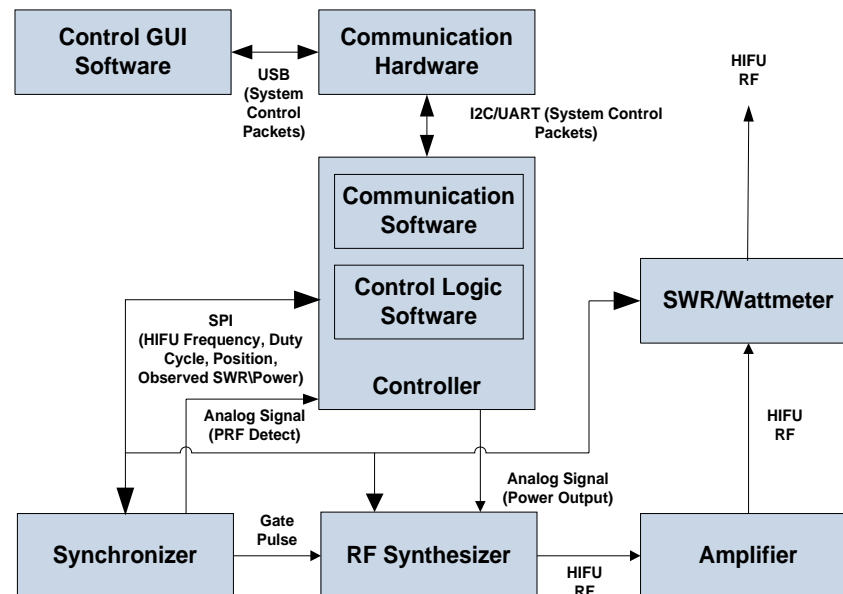 Control GUI
Software
Communication
Hardware
USB
(System
Control
Packets)
HIFU
RF
I2C/UART (System Control
Packets)
Communication
Software
Control Logic
Software
Controller
SWR/Wattmeter
SPI
(HIFU Frequency, Duty
Cycle, Position,
Observed SWR\Power)
Analog Signal
(PRF Detect)
HIFU
RF
Analog Signal
(Power Output)
Synchronizer
Gate
Pulse
RF Synthesizer
HIFU
RF
Amplifier